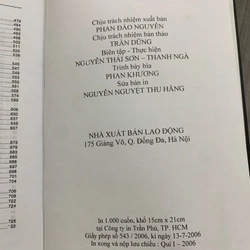 Chịu trách nhiệm xuất bản
PHAN ĐÀO NGUYÊN
Chịu trách nhiệm bản thảo
TRẦN DŨNG
Biên tập - Thực hiện
NGUYỄN THÁI SƠN - THANH NGÀ
Trình bày bìa
PHAN KHƯƠNG
Sửa bản in
NGUYỄN NGUYỆT THU HẰNG
NHÀ XUẤT BẢN LAO ĐỘNG
175 Giảng Võ, Q. Đống Đa, Hà Nội
In 1.000 cuốn, khổ 15cm x 21cm
tại Công ty in Trần Phú, TP. HCM
Giấy phép số 543 / 2006, kí ngày 13-7-2006
In xong và nộp lưu chiểu : Quí I - 2006